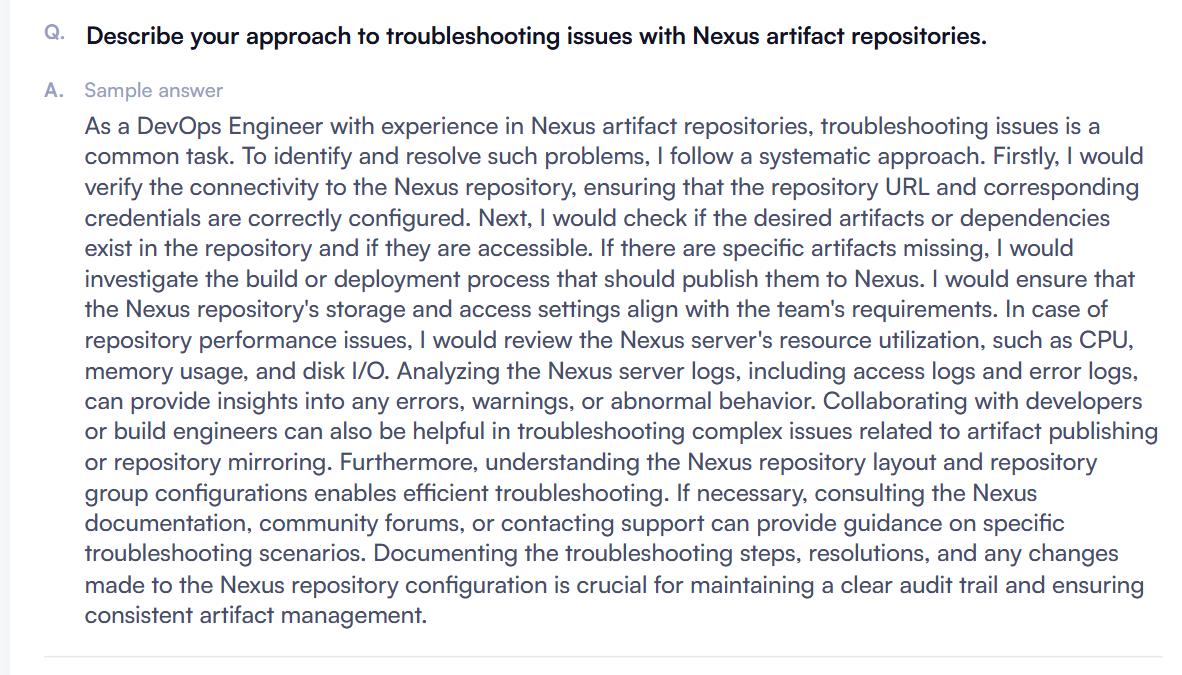 Q. Describe your approach to troubleshooting issues with Nexus artifact repositories.
A. Sample answer
As a DevOps Engineer with experience in Nexus artifact repositories, troubleshooting issues is a
common task. To identify and resolve such problems, I follow a systematic approach. Firstly, I would
verify the connectivity to the Nexus repository, ensuring that the repository URL and corresponding
credentials are correctly configured. Next, I would check if the desired artifacts or dependencies
exist in the repository and if they are accessible. If there are specific artifacts missing, I would
investigate the build or deployment process that should publish them to Nexus. I would ensure that
the Nexus repository's storage and access settings align with the team's requirements. In case of
repository performance issues, I would review the Nexus server's resource utilization, such as CPU,
memory usage, and disk I/O. Analyzing the Nexus server logs, including access logs and error logs,
can provide insights into any errors, warnings, or abnormal behavior. Collaborating with developers
or build engineers can also be helpful in troubleshooting complex issues related to artifact publishing
or repository mirroring. Furthermore, understanding the Nexus repository layout and repository
group configurations enables efficient troubleshooting. If necessary, consulting the Nexus
documentation, community forums, or contacting support can provide guidance on specific
troubleshooting scenarios. Documenting the troubleshooting steps, resolutions, and any changes
made to the Nexus repository configuration is crucial for maintaining a clear audit trail and ensuring
consistent artifact management.